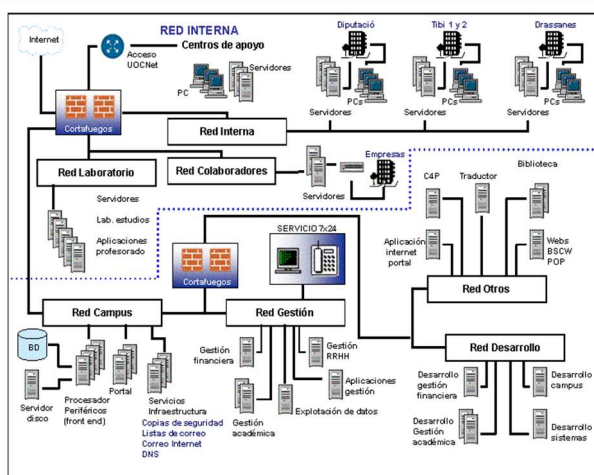 Internet
Acceso
UOCNet
RED INTERNA
Centros de apoyo
Servidores
PC
Diputació
Tibi 1 y 2
Drassanes
PCs
PCs
PCs
Servidores
Servidores
Servidores
Cortafuegos
Red Interna
Red Laboratorio
Red Colaboradores
Empresas
Servidores
Servidores
Lab. estudios
Aplicaciones
profesorado
Biblioteca
C4P
Traductor
Aplicación
internet
portal
Webs
BSCW
POP
Red Otros
SERVICIO 7x24
Cortafuegos
Red Campus
Red Gestión
Red Desarrollo
BD
Servidor
disco
Procesador
Periféricos
(front end)
Portal
Servicios
Infraestructura
Copias de seguridad
Listas de correo
Correo Internet
DNS
Gestión
financiera
Gestión
RRHH
Gestión
académica
Aplicaciones
gestión
Explotación de datos
Desarrollo
gestión
financiera
Desarrollo
campus
Desarrollo
Gestión
académica
Desarrollo
sistemas